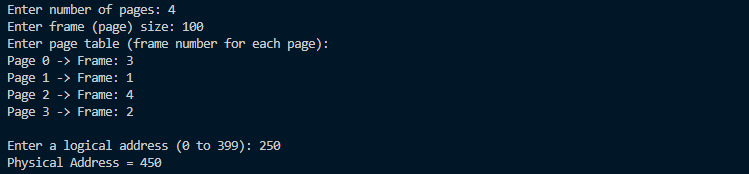 Enter number of pages: 4
Enter frame (page) size: 100
Enter page table (frame number for each page):
Page 0 -> Frame: 3
Page 1 -> Frame: 1
Page 2 -> Frame: 4
Page 3 -> Frame: 2
Enter a logical address (0 to 399): 250
Physical Address = 450